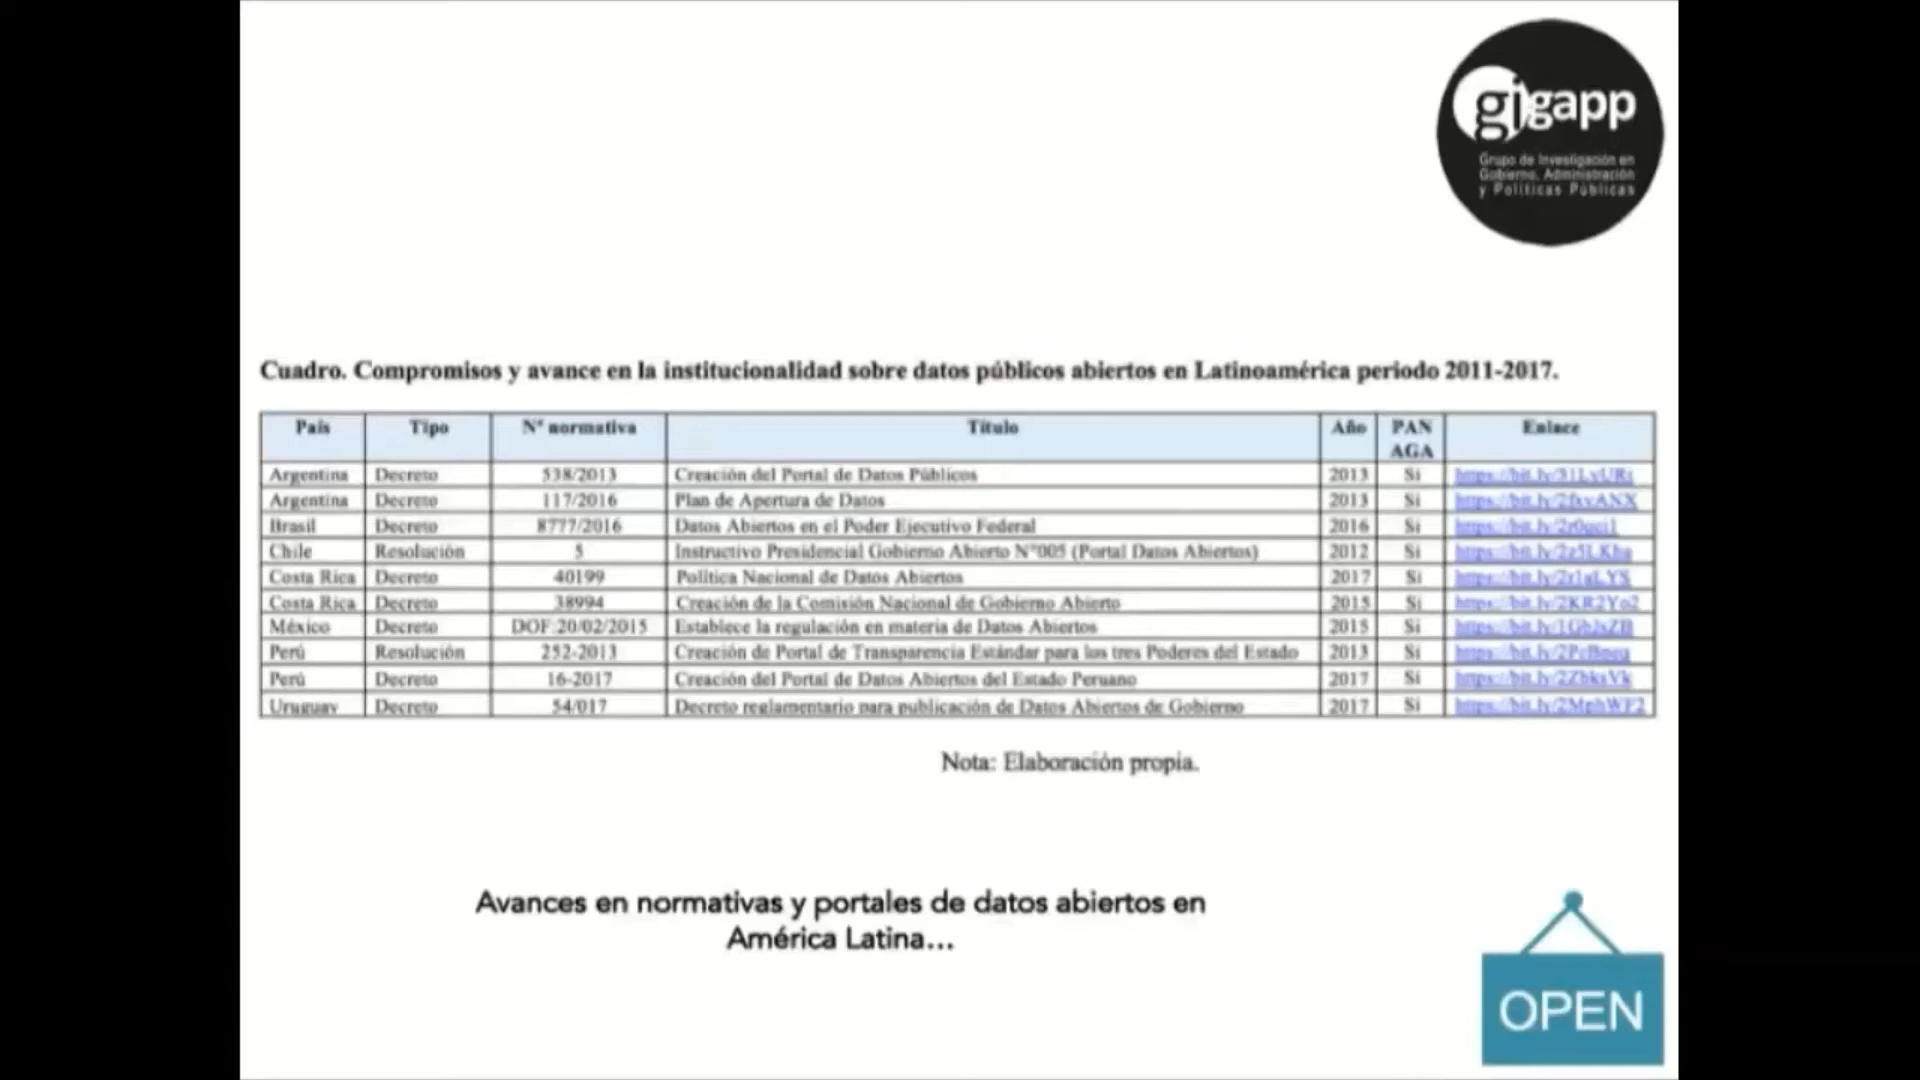 gigapp
Grupo de Investigación en
Gobierno, Administración
y Políticas Públicas
Cuadro. Compromisos y avance en la institucionalidad sobre datos públicos abiertos en Latinoamérica periodo 2011-2017.
País Tipo Nº normativa Título Año PAN AGA Enlace
Argentina Decreto 538/2013 Creación del Portal de Datos Públicos 2013 Si
Argentina Decreto 117/2016 Plan de Apertura de Datos 2013 Si
Brasil Decreto 8777/2016 Datos Abiertos en el Poder Ejecutivo Federal 2016 Si
Chile Resolución 5 Instructivo Presidencial Gobierno Abierto N°005 (Portal Datos Abiertos) 2012 Si
Costa Rica Decreto 40199 Política Nacional de Datos Abiertos 2017 Si
Costa Rica Decreto 38994 Creación de la Comisión Nacional de Gobierno Abierto 2015 Si
México Decreto DOF:20/02/2015 Establece la regulación en materia de Datos Abiertos 2015 Si
Perú Resolución 252-2013 Creación de Portal de Transparencia Estándar para los tres Poderes del Estado 2013 Si
Perú Decreto 16-2017 Creación del Portal de Datos Abiertos del Estado Peruano 2017 Si
Uruguay Decreto 54/017 Decreto reglamentario para publicación de Datos Abiertos de Gobierno 2017 Si
Nota: Elaboración propia.
Avances en normativas y portales de datos abiertos en
América Latina...
OPEN